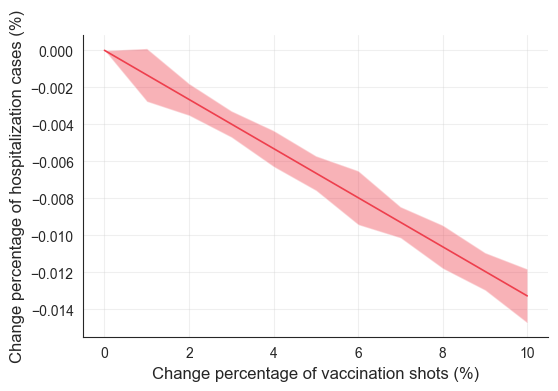 Change percentage of hospitalization cases (%)
0.000
−0.002
−0.004
−0.006
−0.008
−0.010
−0.012
−0.014
0 2 4 6 8 10
Change percentage of vaccination shots (%)